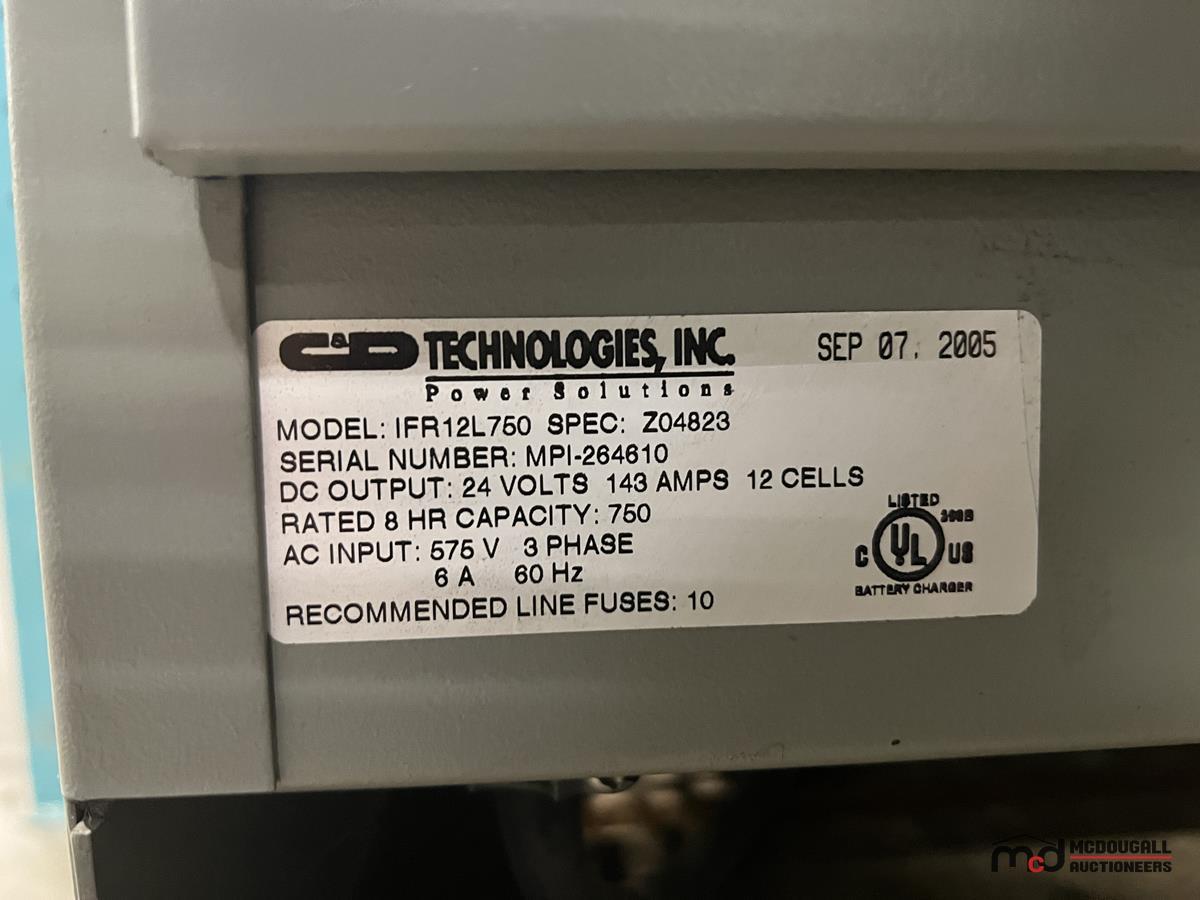 C&D TECHNOLOGIES, INC. SEP 07, 2005
Power Solutions
MODEL: IFR12L750 SPEC: Z04823
SERIAL NUMBER: MPI-264610
DC OUTPUT: 24 VOLTS 143 AMPS 12 CELLS
RATED 8 HR CAPACITY: 750
AC INPUT: 575 V 3 PHASE
6 A 60 Hz
RECOMMENDED LINE FUSES: 10
LISTED
C UL US
BATTERY CHARGER
mcd MCDOUGALL
AUCTIONEERS